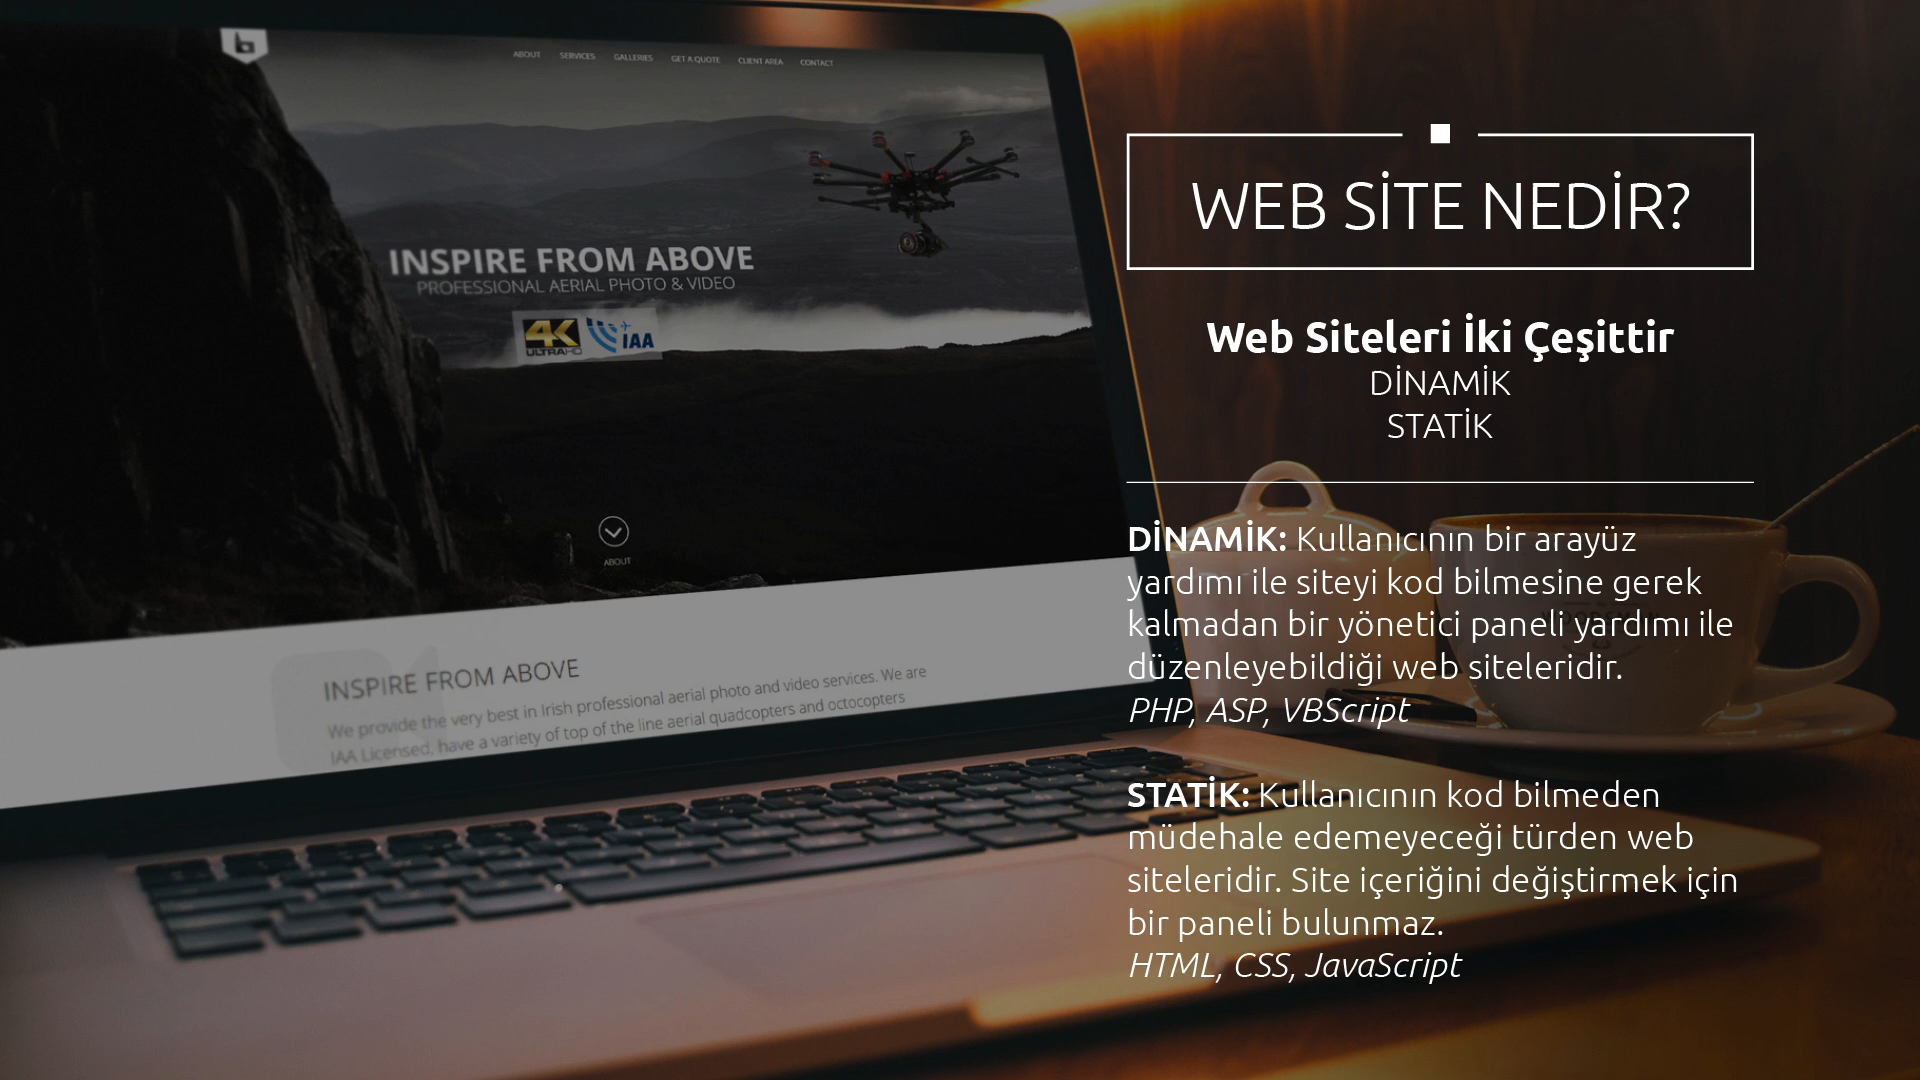 ABOUT SERVICES GALLERIES GET A QUOTE CLIENT AREA CONTACT
INSPIRE FROM ABOVE
PROFESSIONAL AERIAL PHOTO & VIDEO
4K
ULTRA HD
IAA
ABOUT
INSPIRE FROM ABOVE
We provide the very best in Irish professional aerial photo and video services. We are
IAA Licensed, have a variety of top of the line aerial quadcopters and octocopters
WEB SİTE NEDİR?
Web Siteleri İki Çeşittir
DİNAMİK
STATİK
DİNAMİK: Kullanıcının bir arayüz
yardımı ile siteyi kod bilmesine gerek
kalmadan bir yönetici paneli yardımı ile
düzenleyebildiği web siteleridir.
PHP, ASP, VBScript
STATİK: Kullanıcının kod bilmeden
müdehale edemeyeceği türden web
siteleridir. Site içeriğini değiştirmek için
bir paneli bulunmaz.
HTML, CSS, JavaScript